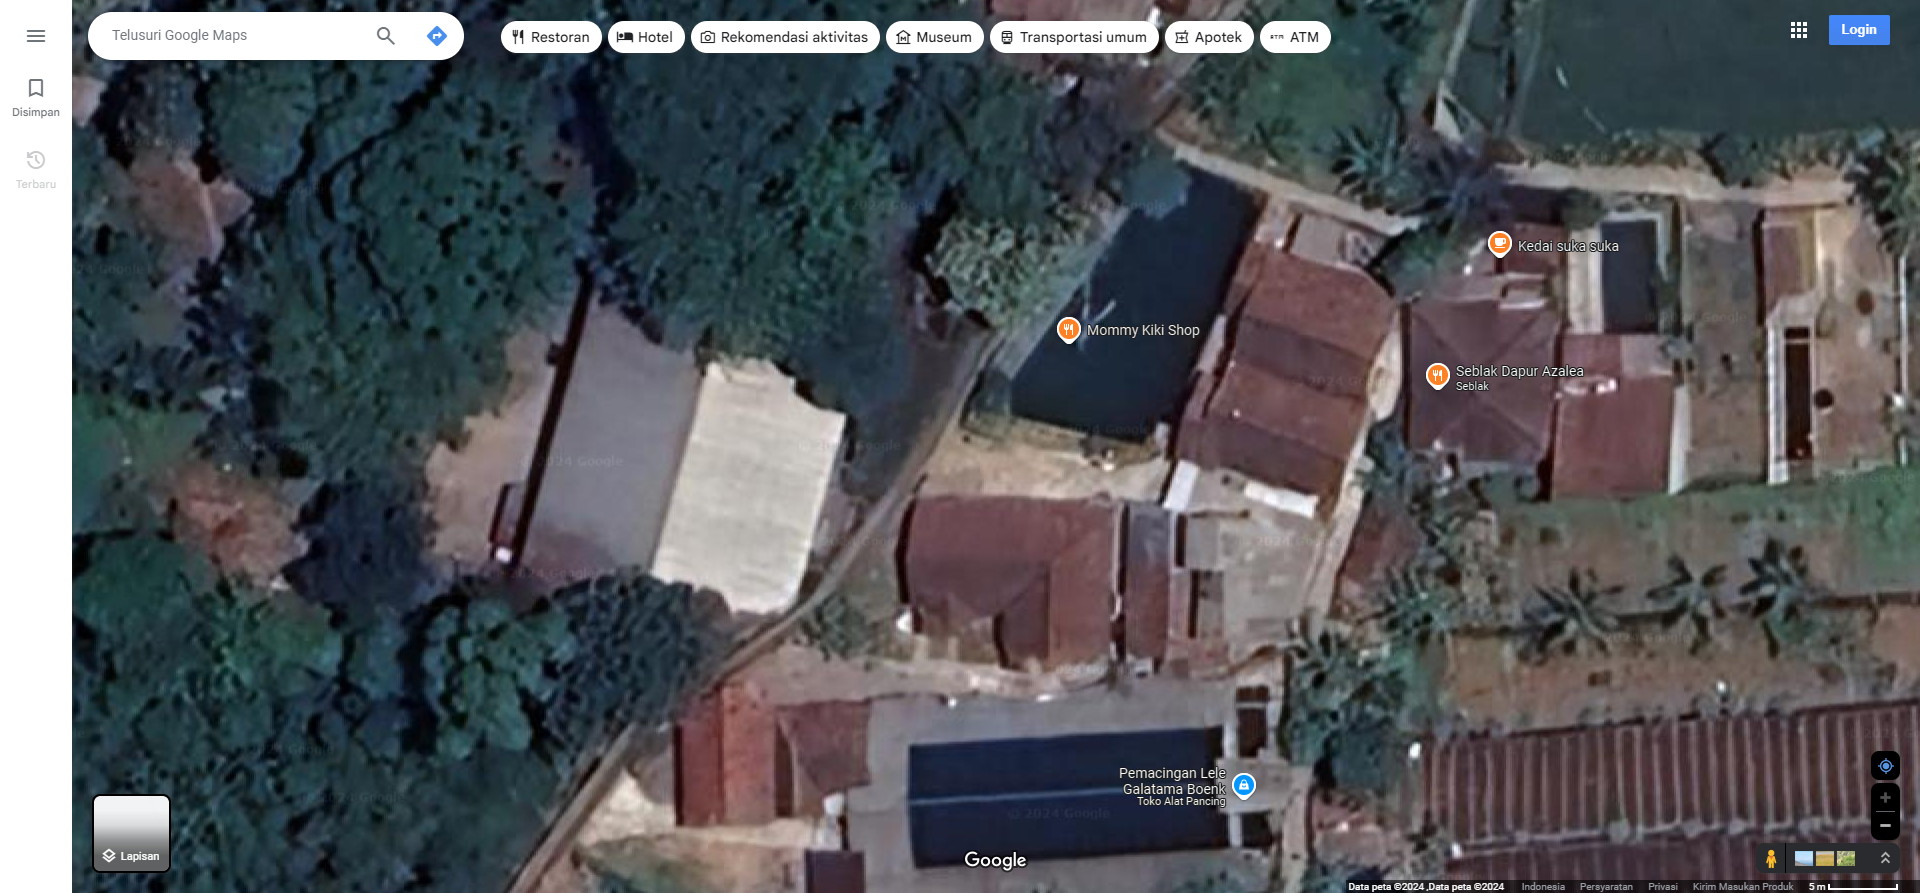 Telusuri Google Maps
Restoran
Hotel
Rekomendasi aktivitas
Museum
Transportasi umum
Apotek
ATM
Login
Disimpan
Terbaru
Kedai suka suka
Mommy Kiki Shop
Seblak Dapur Azalea
Seblak
Pemacingan Lele
Galatama Boenk
Toko Alat Pancing
© 2024 Google
Lapisan
Google
Data peta ©2024 ,Data peta ©2024
Indonesia
Persyaratan
Privasi
Kirim Masukan Produk
5 m